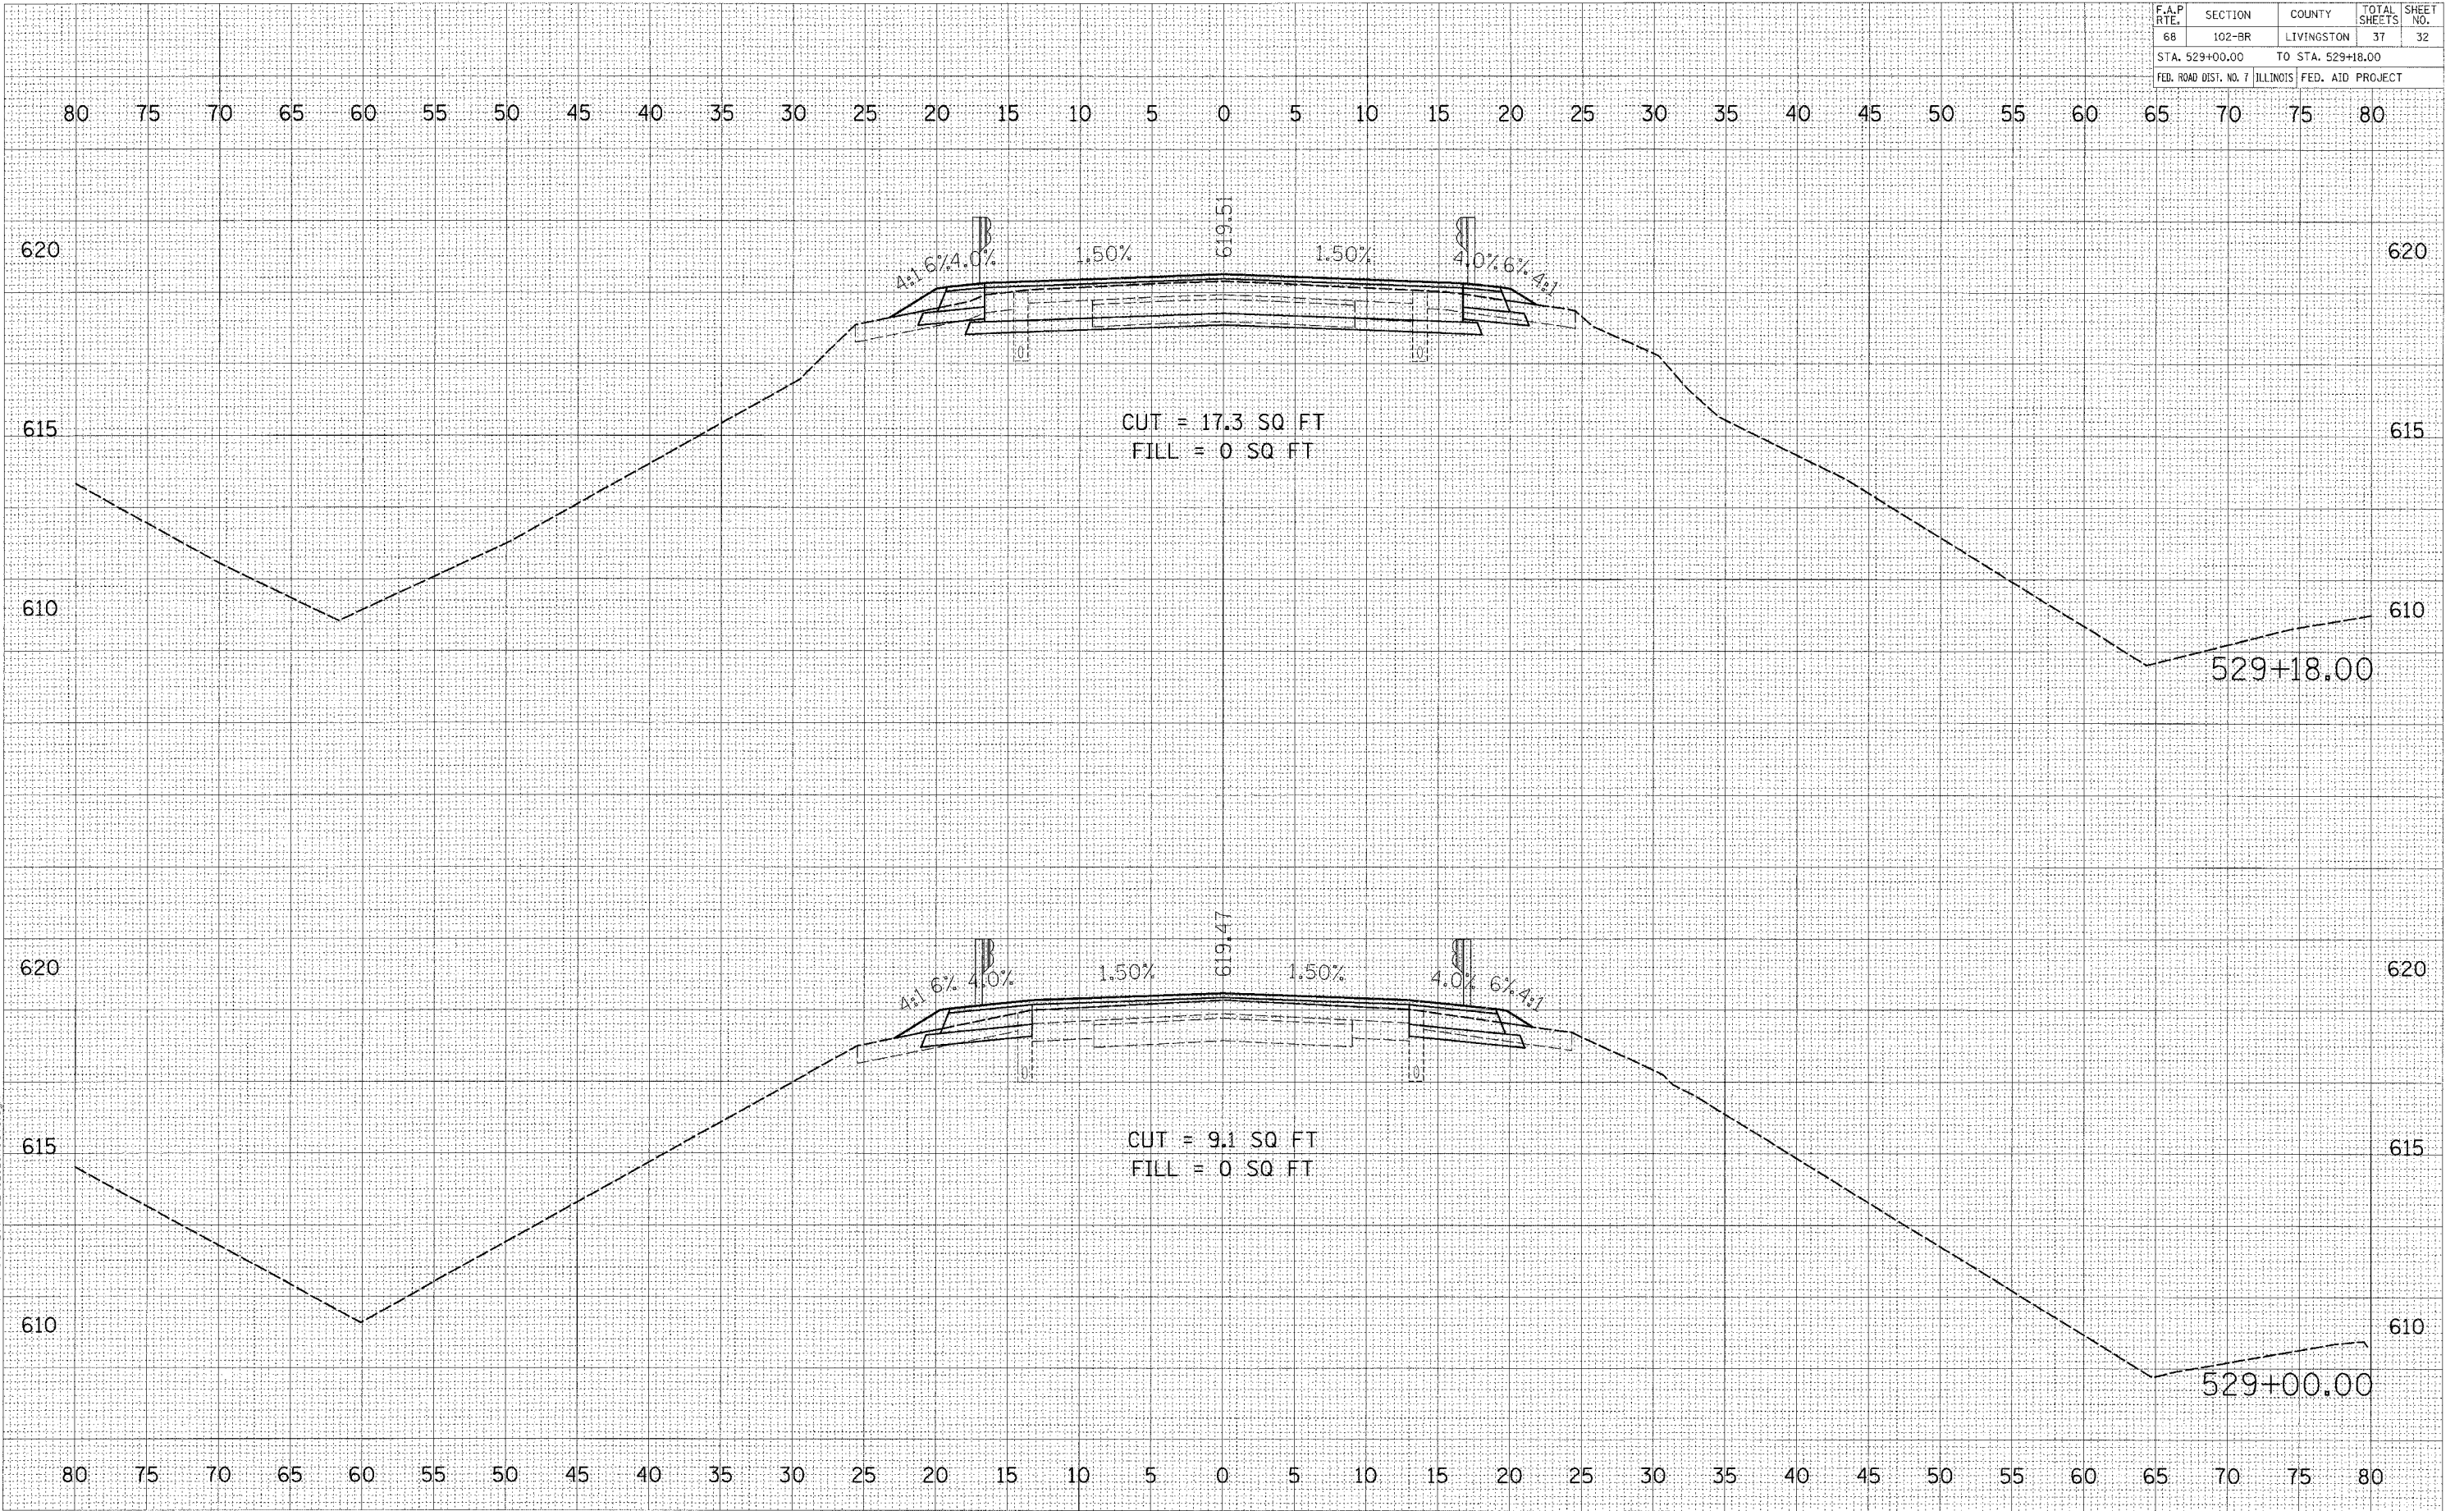 F.A.P RTE. SECTION COUNTY TOTAL SHEETS SHEET NO.
68 102-BR LIVINGSTON 37 32
STA. 529+00.00 TO STA. 529+18.00
FED. ROAD DIST. NO. 7 ILLINOIS FED. AID PROJECT
80 75 70 65 60 55 50 45 40 35 30 25 20 15 10 5 0 5 10 15 20 25 30 35 40 45 50 55 60 65 70 75 80
619.51
620 620
4:1 6% 4.0% 1.50% 1.50% 4.0% 6% 4:1
CUT = 17.3 SQ FT
615 615
FILL = 0 SQ FT
610 610
529+18.00
619.47
620 620
4:1 6% 4.0% 1.50% 1.50% 4.0% 6% 4:1
CUT = 9.1 SQ FT
615 615
FILL = 0 SQ FT
610 610
529+00.00
80 75 70 65 60 55 50 45 40 35 30 25 20 15 10 5 0 5 10 15 20 25 30 35 40 45 50 55 60 65 70 75 80